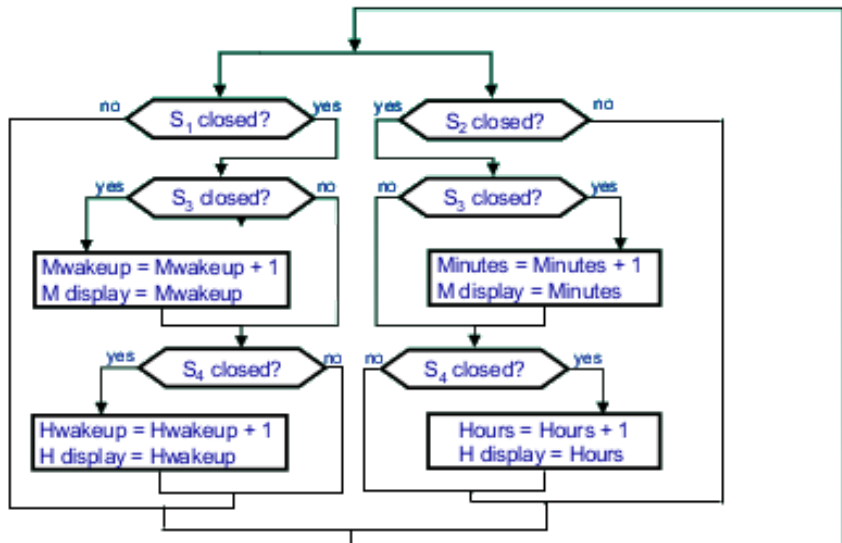 no
S₁ closed?
yes
yes
S₂ closed?
no
yes
S₃ closed?
no
no
S₃ closed?
yes
Mwakeup = Mwakeup + 1
M display = Mwakeup
Minutes = Minutes + 1
M display = Minutes
yes
S₄ closed?
no
no
S₄ closed?
yes
Hwakeup = Hwakeup + 1
H display = Hwakeup
Hours = Hours + 1
H display = Hours